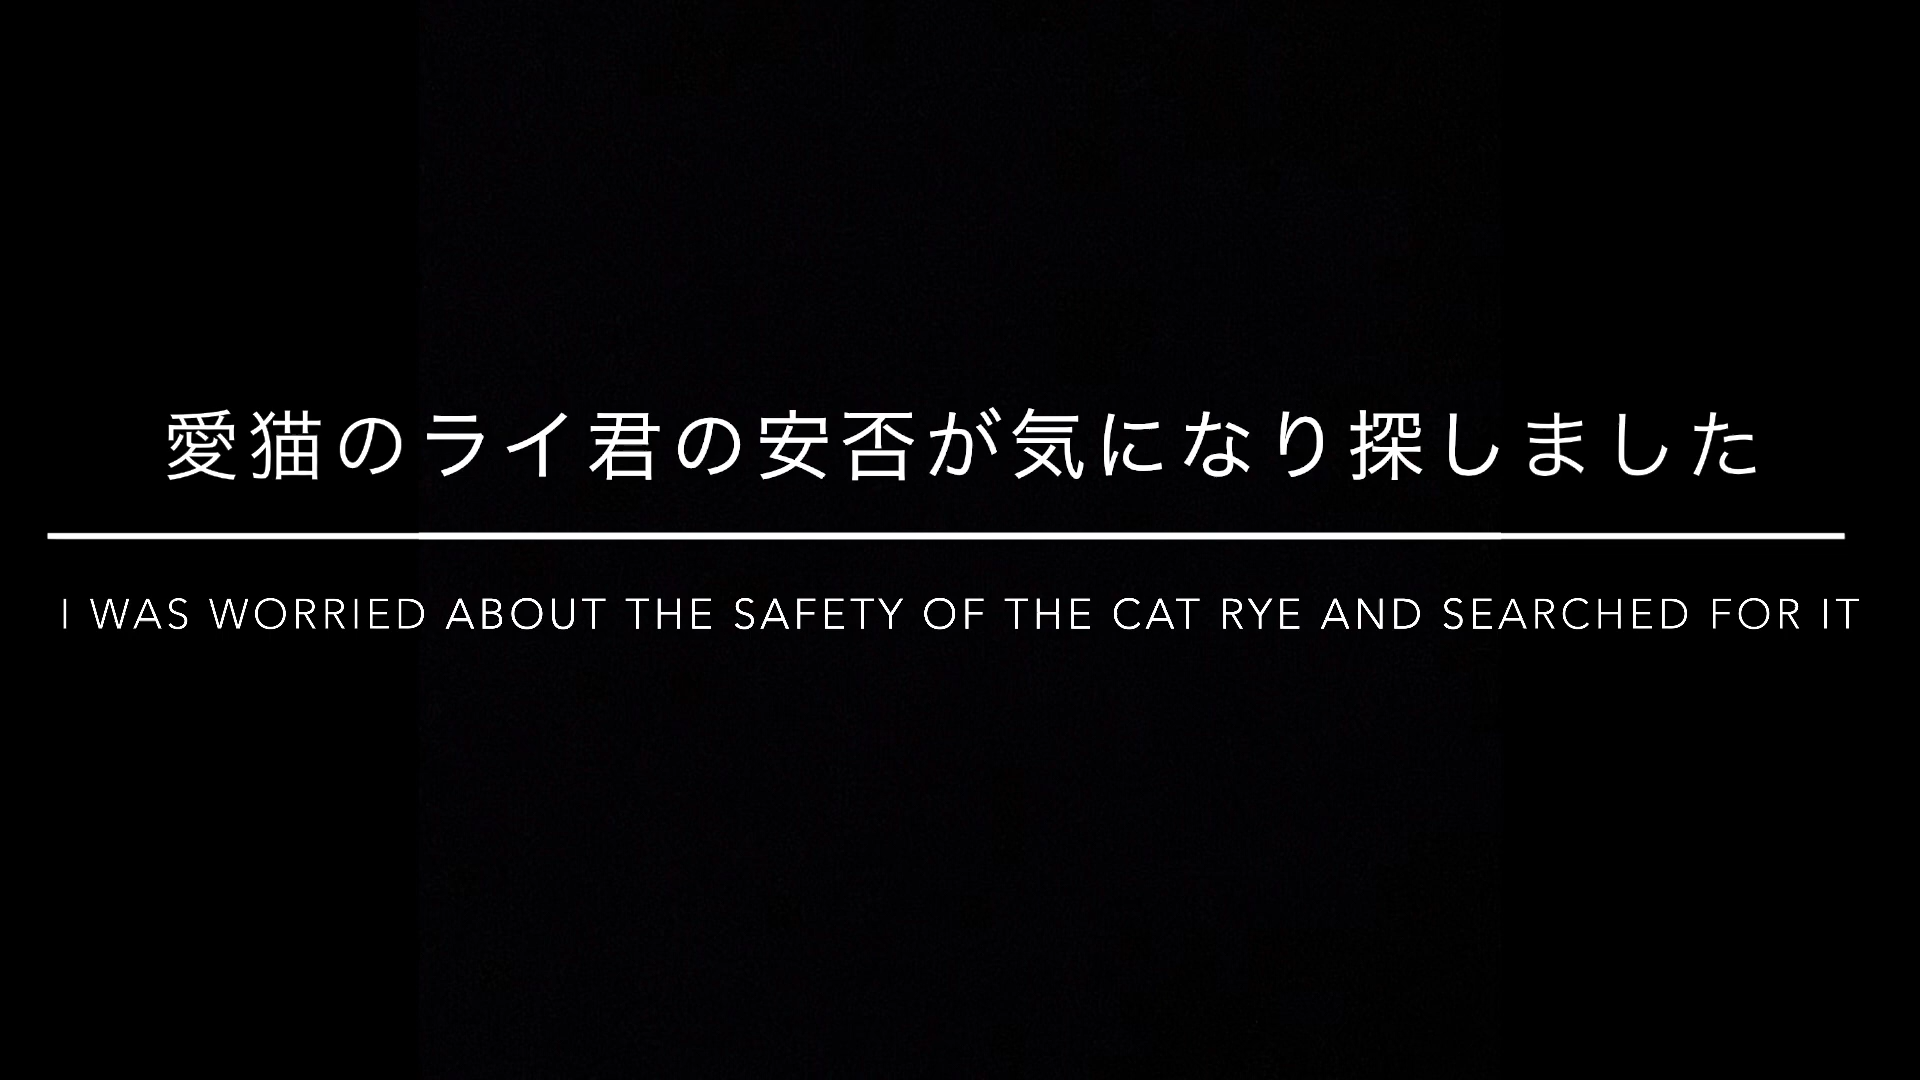 愛猫のライ君の安否が気になり探しました
I WAS WORRIED ABOUT THE SAFETY OF THE CAT RYE AND SEARCHED FOR IT